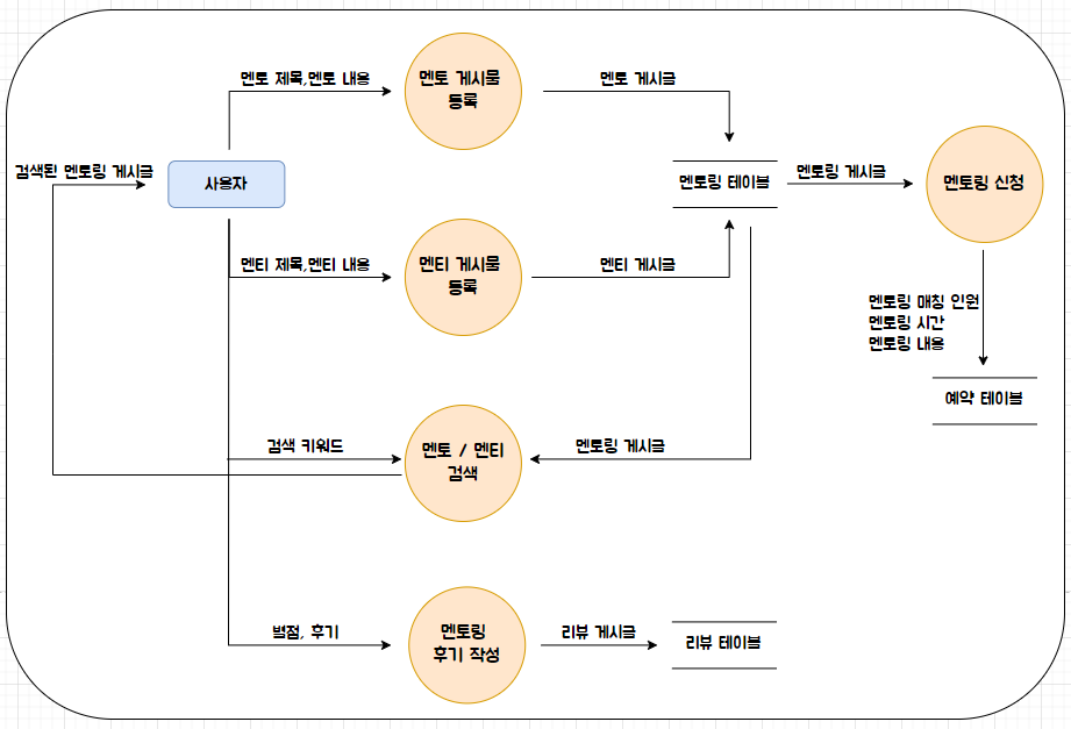 멘토 제목,멘토 내용
멘토 게시물
등록
멘토 게시글
검색된 멘토링 게시글
사용자
멘토링 테이블
멘토링 게시글
멘토링 신청
멘티 제목,멘티 내용
멘티 게시물
등록
멘티 게시글
멘토링 매칭 인원
멘토링 시간
멘토링 내용
예약 테이블
검색 키워드
멘토 / 멘티
검색
멘토링 게시글
별점, 후기
멘토링
후기 작성
리뷰 게시글
리뷰 테이블